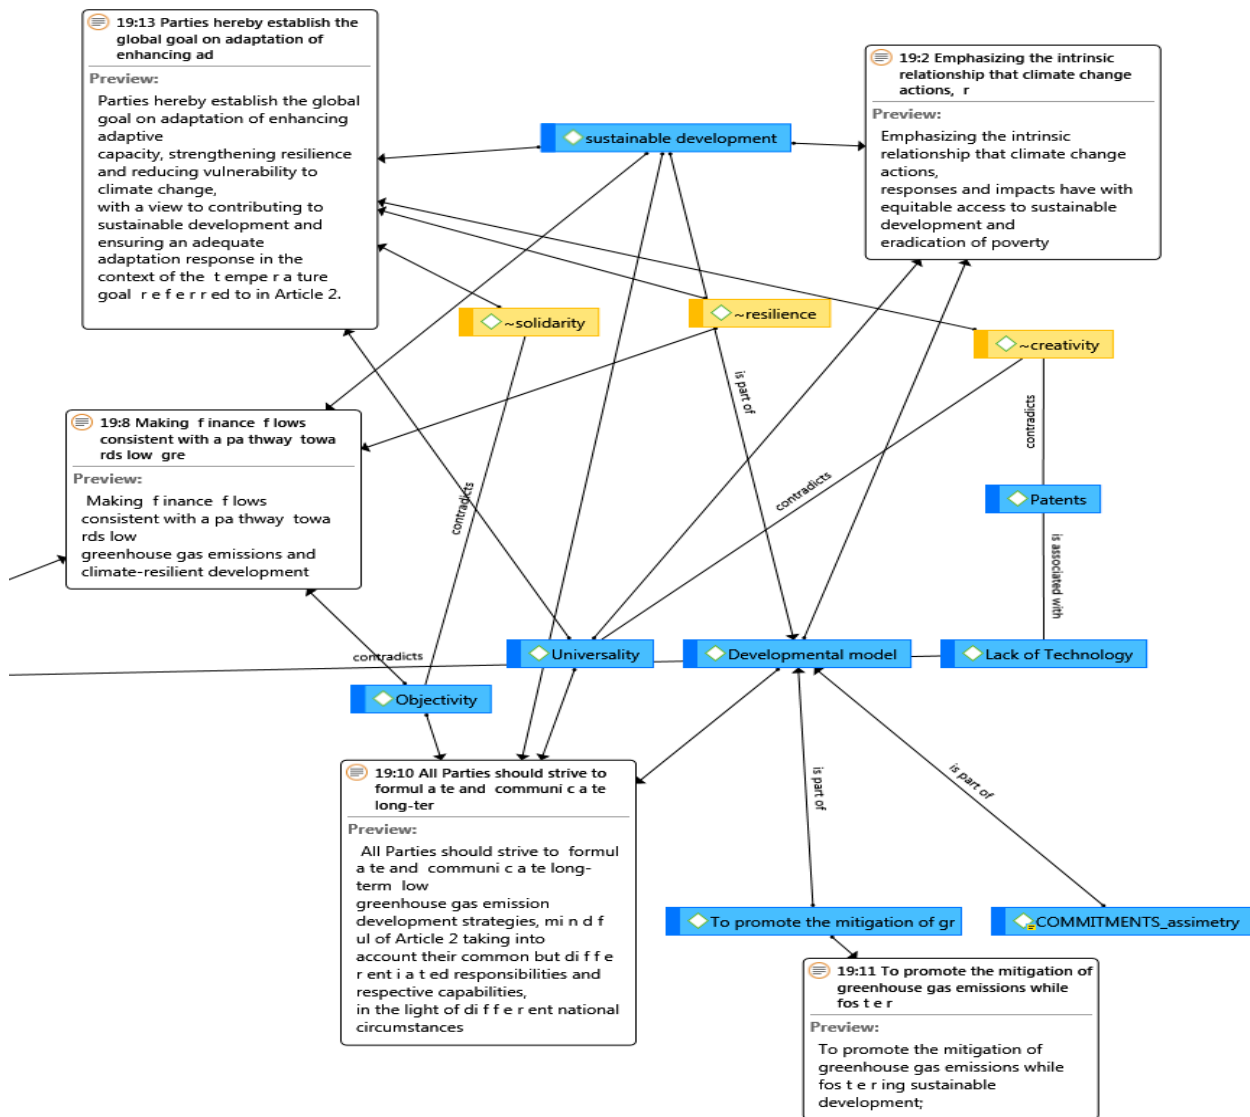 19:13 Parties hereby establish the
global goal on adaptation of
enhancing ad
Preview:
Parties hereby establish the global
goal on adaptation of enhancing
adaptive
capacity, strengthening resilience
and reducing vulnerability to
climate change,
with a view to contributing to
sustainable development and
ensuring an adequate
adaptation response in the
context of the t empe r a ture
goal r e f e r r ed to in Article 2.
19:2 Emphasizing the intrinsic
relationship that climate change
actions, r
Preview:
Emphasizing the intrinsic
relationship that climate change
actions,
responses and impacts have with
equitable access to sustainable
development and
eradication of poverty
sustainable development
~solidarity
~resilience
~creativity
is part of
contradicts
contradicts
contradicts
19:8 Making f inance f lows
consistent with a pa thway towa
rds low gre
Preview:
Making f inance f lows
consistent with a pa thway towa
rds low
greenhouse gas emissions and
climate-resilient development
Patents
is associated with
contradicts
Universality
Developmental model
Lack of Technology
Objectivity
19:10 All Parties should strive to
formul a te and communi c a te
long-ter
Preview:
All Parties should strive to formul
a te and communi c a te long-
term low
greenhouse gas emission
development strategies, mi n d f
ul of Article 2 taking into
account their common but di f f e
r ent i a t ed responsibilities and
respective capabilities,
in the light of di f f e r ent national
circumstances
is part of
is part of
To promote the mitigation of gr
COMMITMENTS_assimetry
19:11 To promote the mitigation of
greenhouse gas emissions while
fos t e r
Preview:
To promote the mitigation of
greenhouse gas emissions while
fos t e r ing sustainable
development;